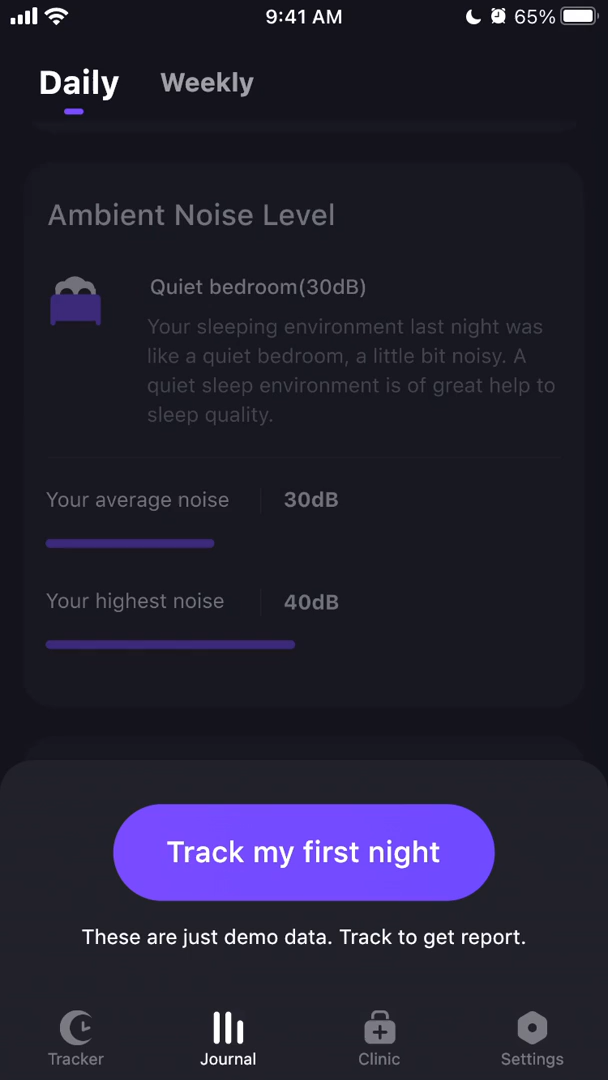 9:41 AM
65%
Daily
Weekly
Ambient Noise Level
Quiet bedroom(30dB)
Your sleeping environment last night was
like a quiet bedroom, a little bit noisy. A
quiet sleep environment is of great help to
sleep quality.
Your average noise
30dB
Your highest noise
40dB
Track my first night
These are just demo data. Track to get report.
Tracker
Journal
Clinic
Settings